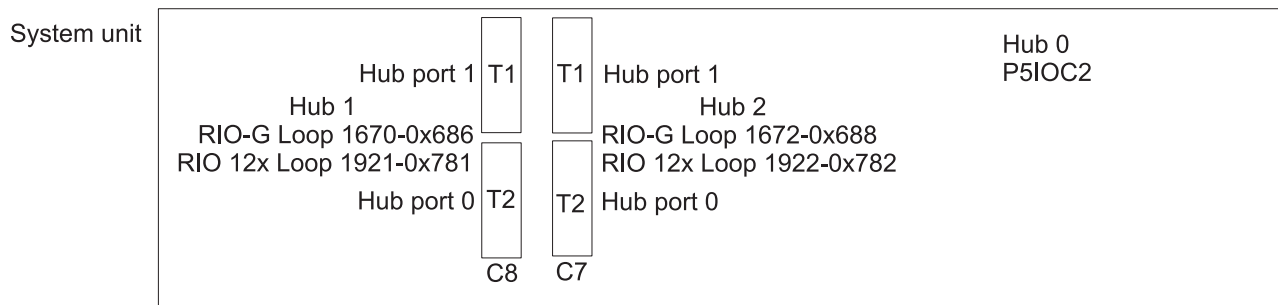 System unit
Hub 0
P5IOC2
Hub port 1 T1 T1 Hub port 1
Hub 1 Hub 2
RIO-G Loop 1670-0x686 RIO-G Loop 1672-0x688
RIO 12x Loop 1921-0x781 RIO 12x Loop 1922-0x782
Hub port 0 T2 T2 Hub port 0
C8 C7